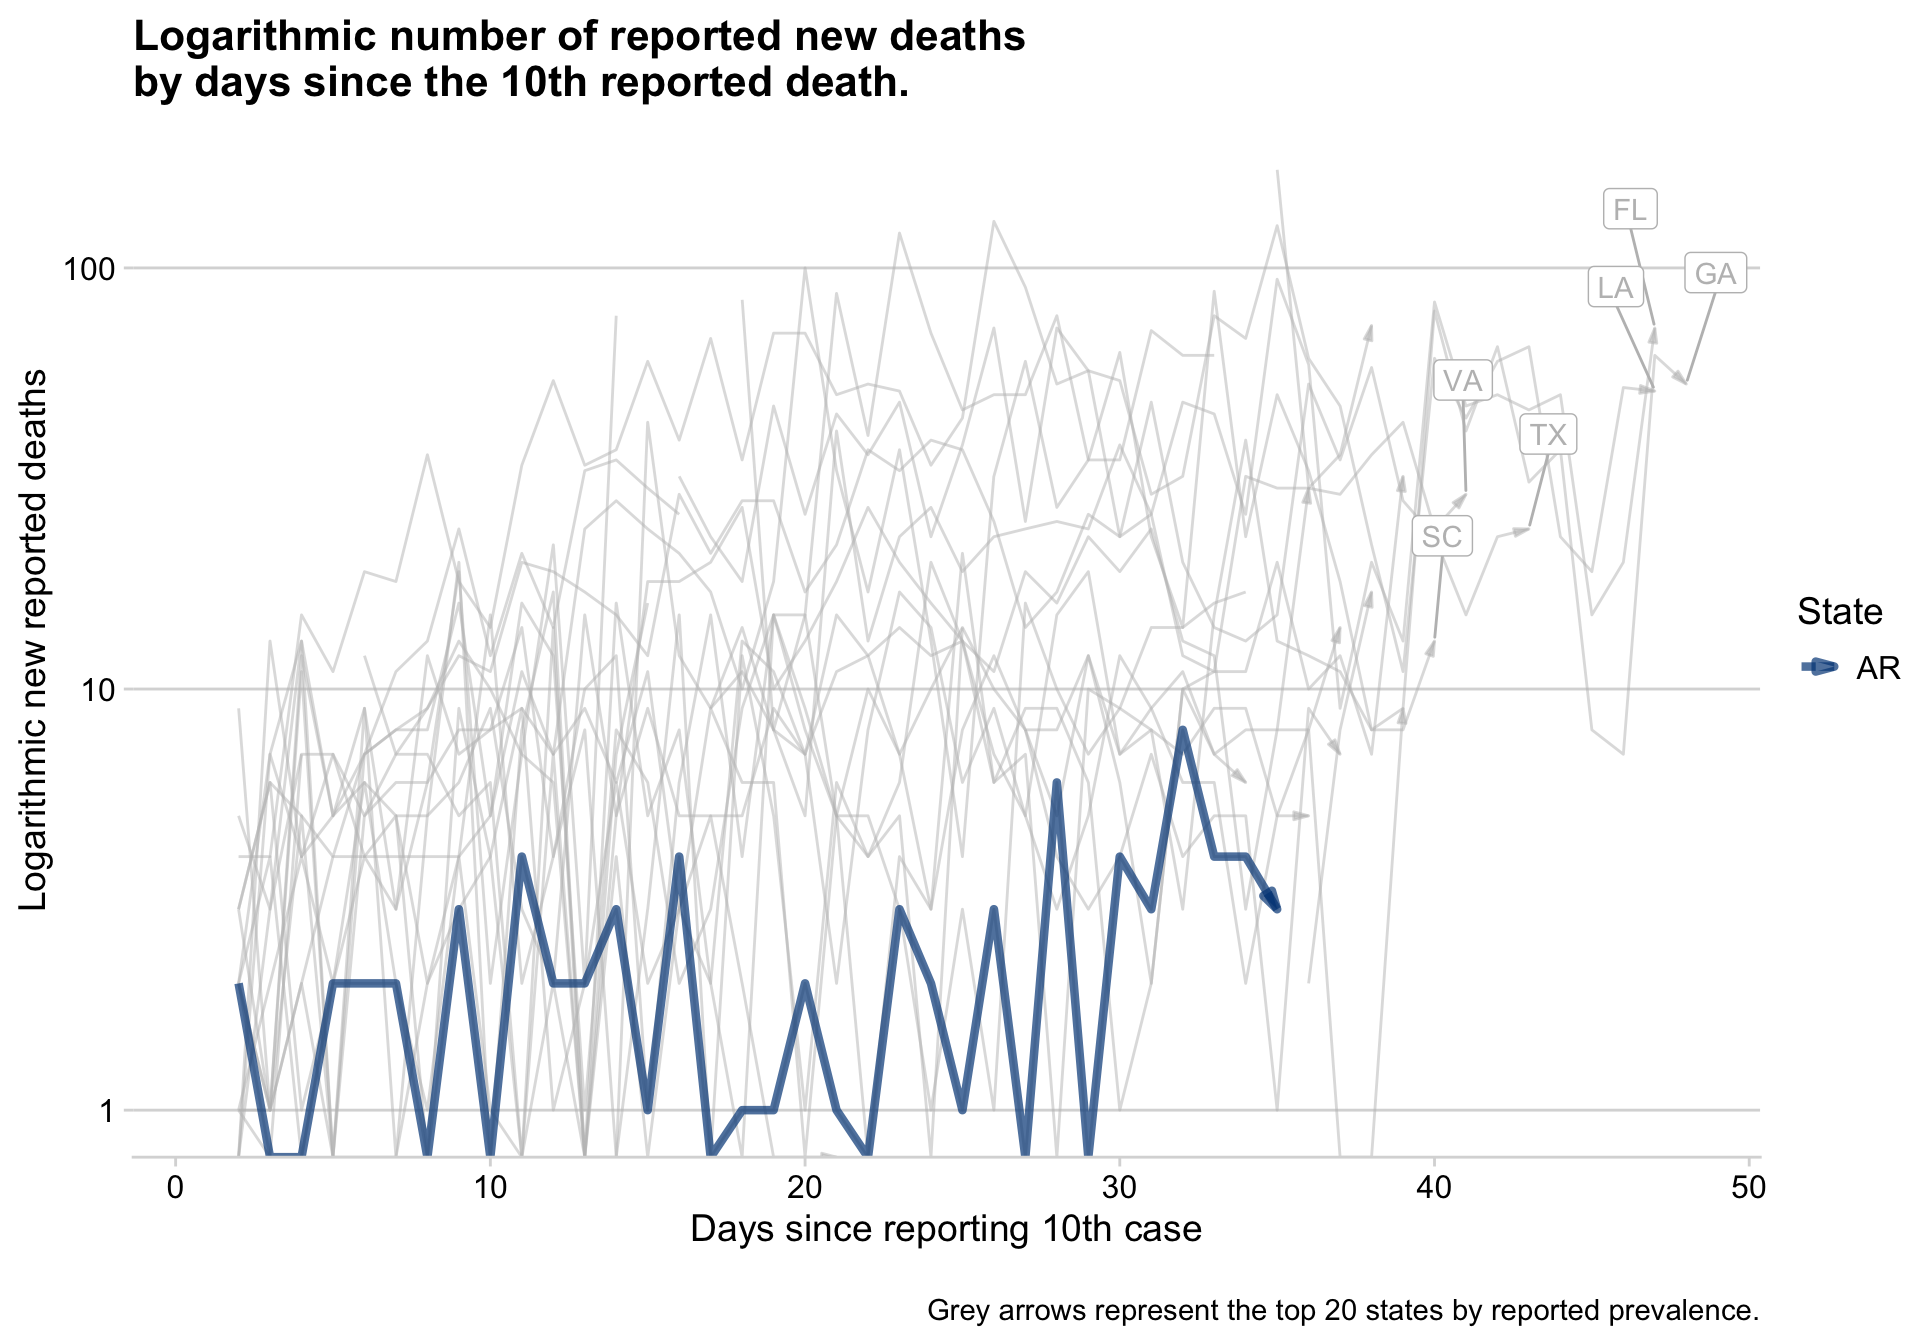 Logarithmic number of reported new deaths
by days since the 10th reported death.
Logarithmic new reported deaths
100
10
1
FL
LA
GA
VA
TX
SC
State
AR
0 10 20 30 40 50
Days since reporting 10th case
Grey arrows represent the top 20 states by reported prevalence.